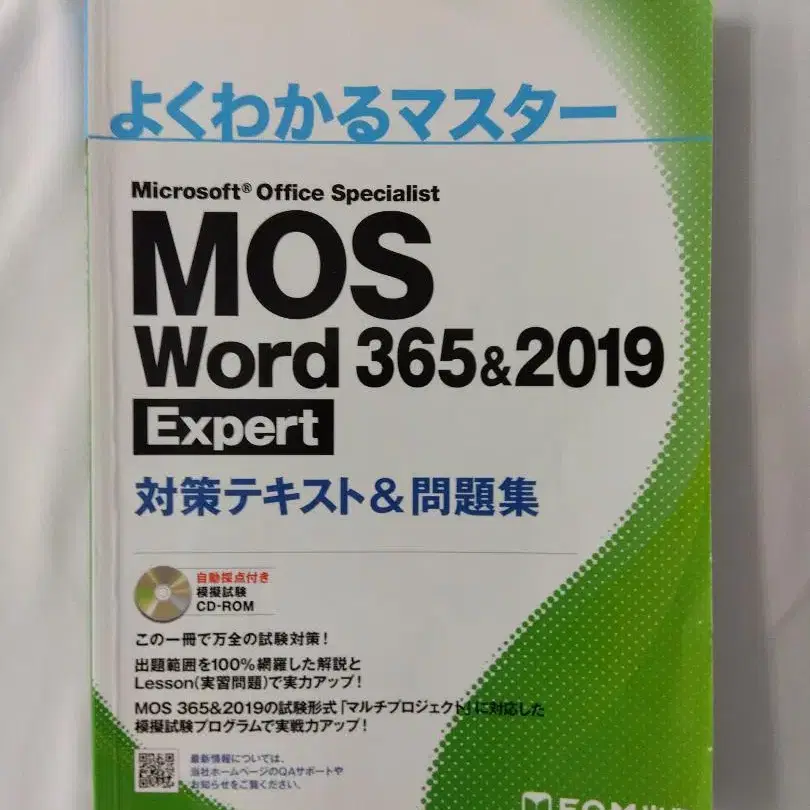 よくわかるマスター
Microsoft® Office Specialist
MOS
Word 365&2019
Expert
対策テキスト&問題集
自動採点付き
模擬試験
CD-ROM
この一冊で万全の試験対策！
出題範囲を100%網羅した解説と
Lesson(実習問題)で実力アップ！
MOS 365&2019の試験形式「マルチプロジェクト」に対応した
模擬試験プログラムで実戦力アップ！
最新情報については、
当社ホームページのQAサポートや
お知らせをご覧ください。